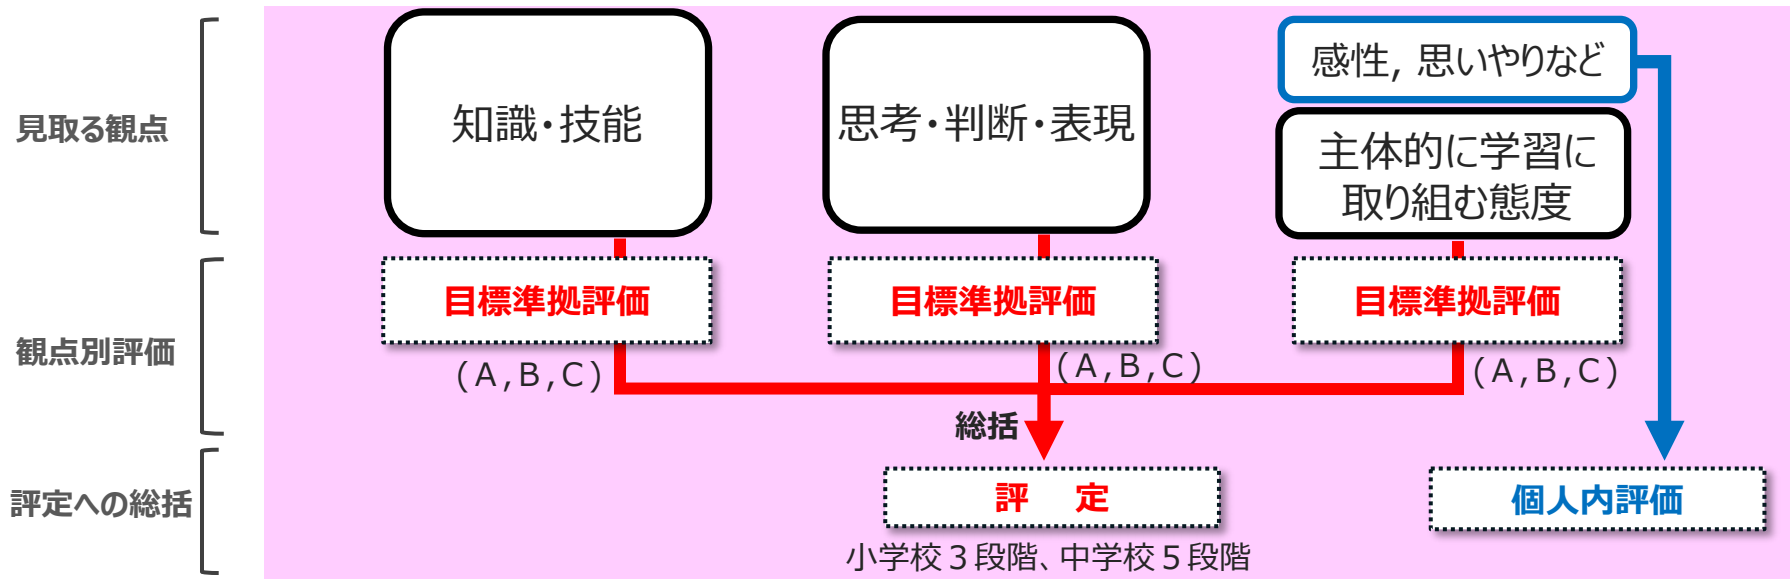 見取る観点
知識・技能
思考・判断・表現
感性, 思いやりなど
主体的に学習に
取り組む態度
観点別評価
目標準拠評価
目標準拠評価
目標準拠評価
(A,B,C)
(A,B,C)
(A,B,C)
総括
評定への総括
評 定
個人内評価
小学校３段階、中学校５段階